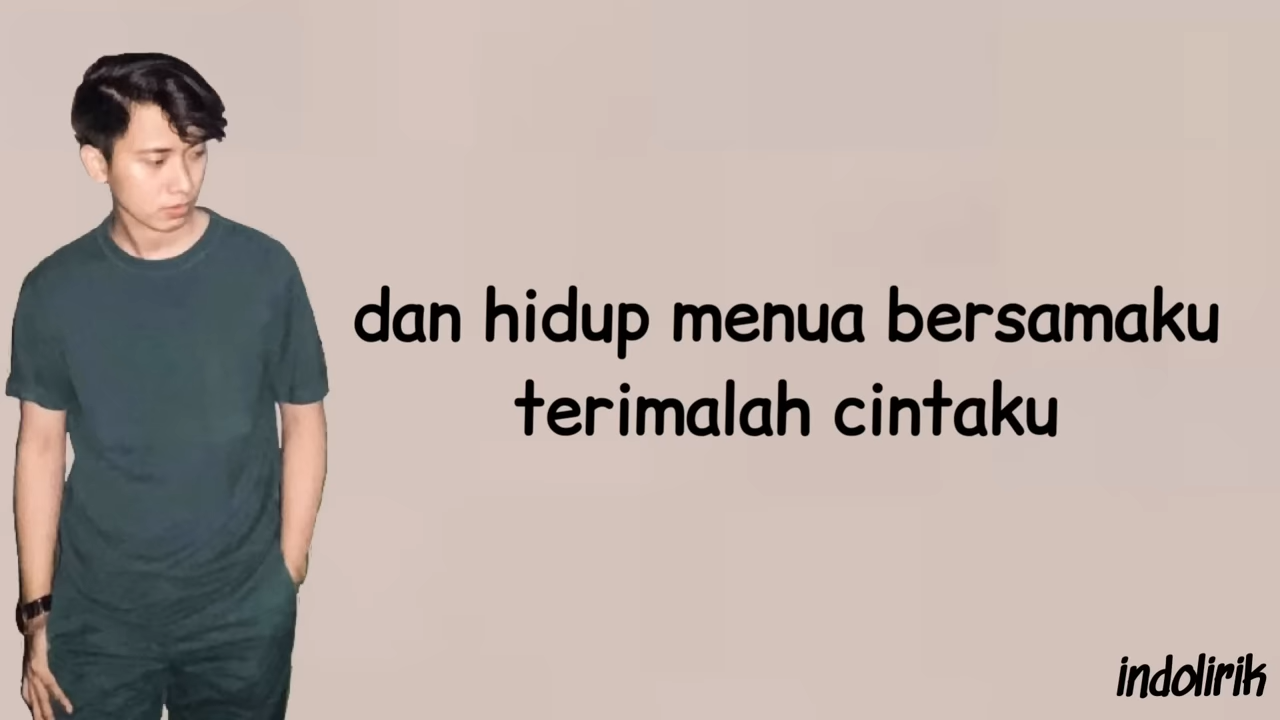 dan hidup menua bersamaku
terimalah cintaku
indolirik